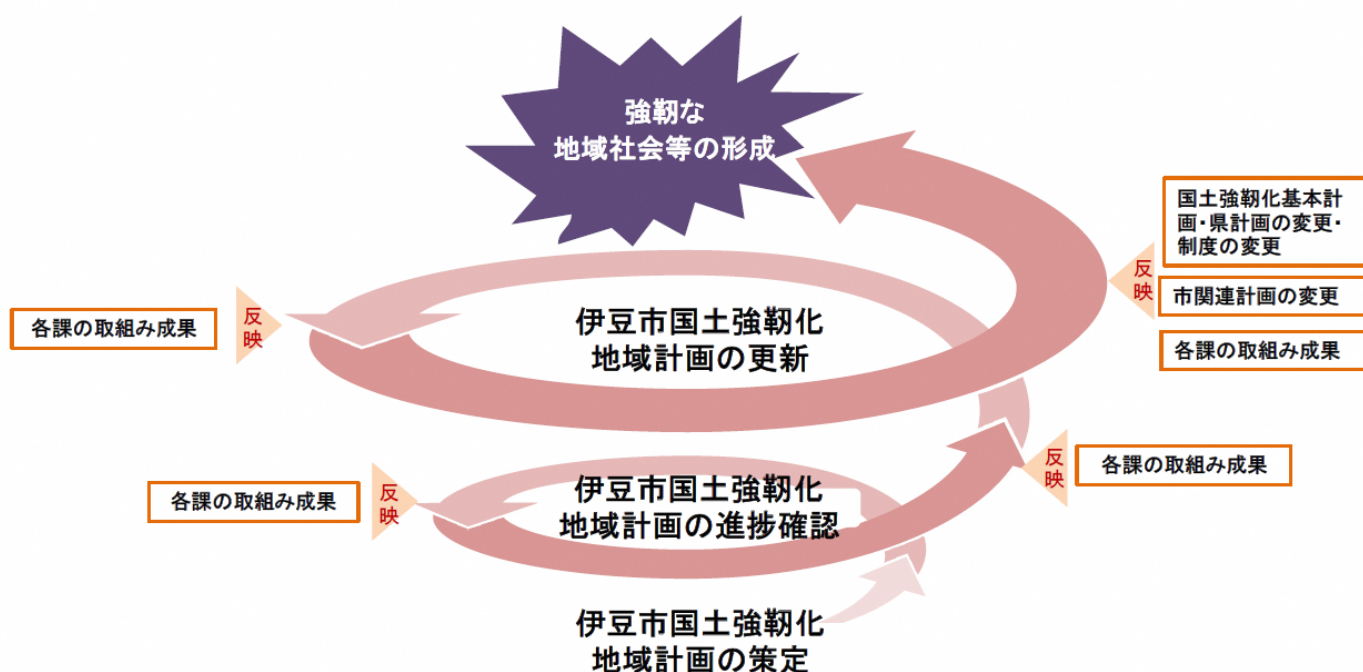 強靭な
地域社会等の形成
国土強靭化基本計
画・県計画の変更・
制度の変更
反映
市関連計画の変更
各課の取組み成果
各課の取組み成果
反映
伊豆市国土強靭化
地域計画の更新
各課の取組み成果
反映
伊豆市国土強靭化
地域計画の進捗確認
反映
各課の取組み成果
伊豆市国土強靭化
地域計画の策定